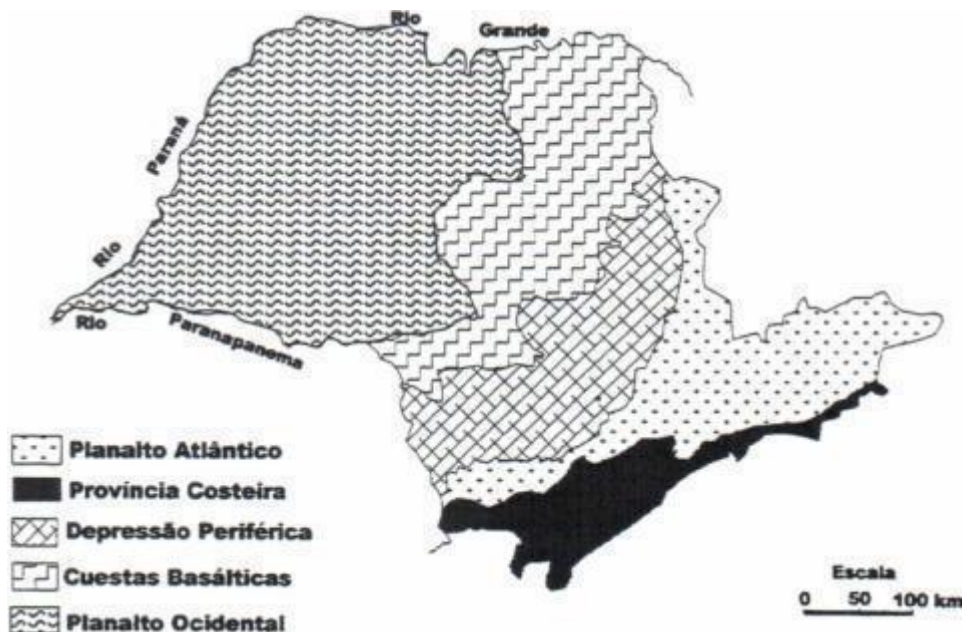 Rio
Grande
Paraná
Rio
Rio
Paranapanema
Planalto Atlântico
Província Costeira
Depressão Periférica
Cuestas Basálticas
Planalto Ocidental
Escala
0 50 100 km